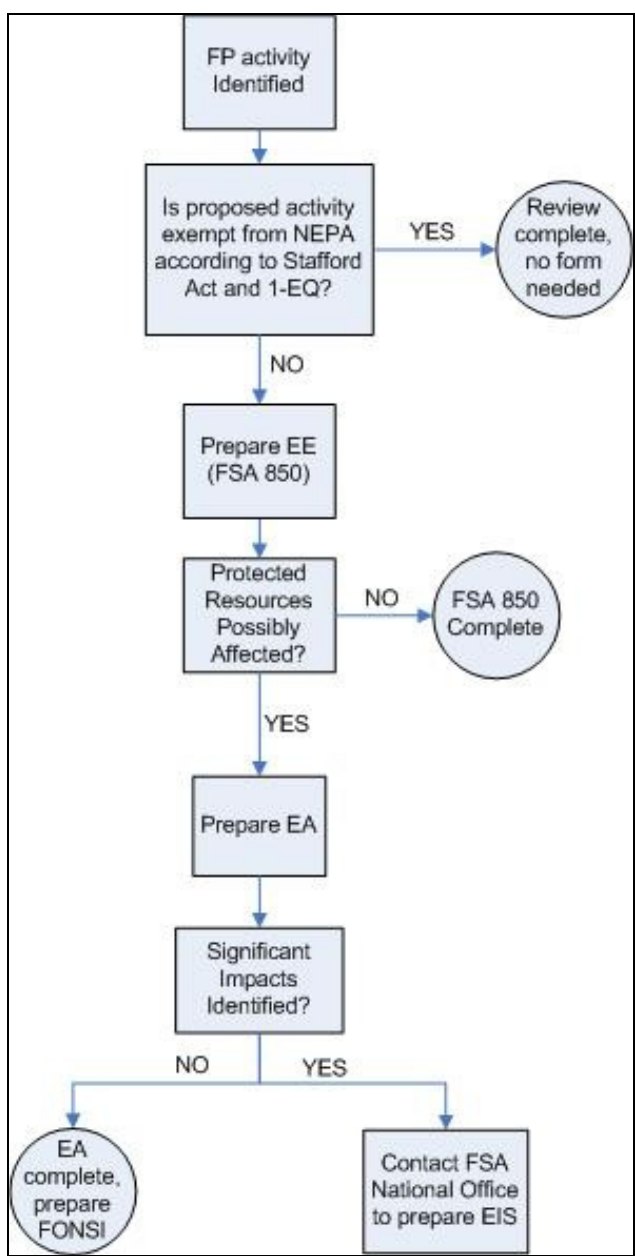 FP activity
Identified
Is proposed activity
exempt from NEPA
according to Stafford
Act and 1-EQ?
YES
Review
complete,
no form
needed
NO
Prepare EE
(FSA 850)
Protected
Resources
Possibly
Affected?
NO
FSA 850
Complete
YES
Prepare EA
Significant
Impacts
Identified?
NO
YES
EA
complete,
prepare
FONSI
Contact FSA
National Office
to prepare EIS